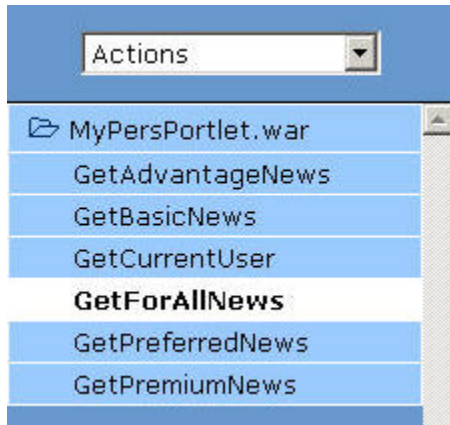 Actions
MyPersPortlet.war
GetAdvantageNews
GetBasicNews
GetCurrentUser
GetForAllNews
GetPreferredNews
GetPremiumNews